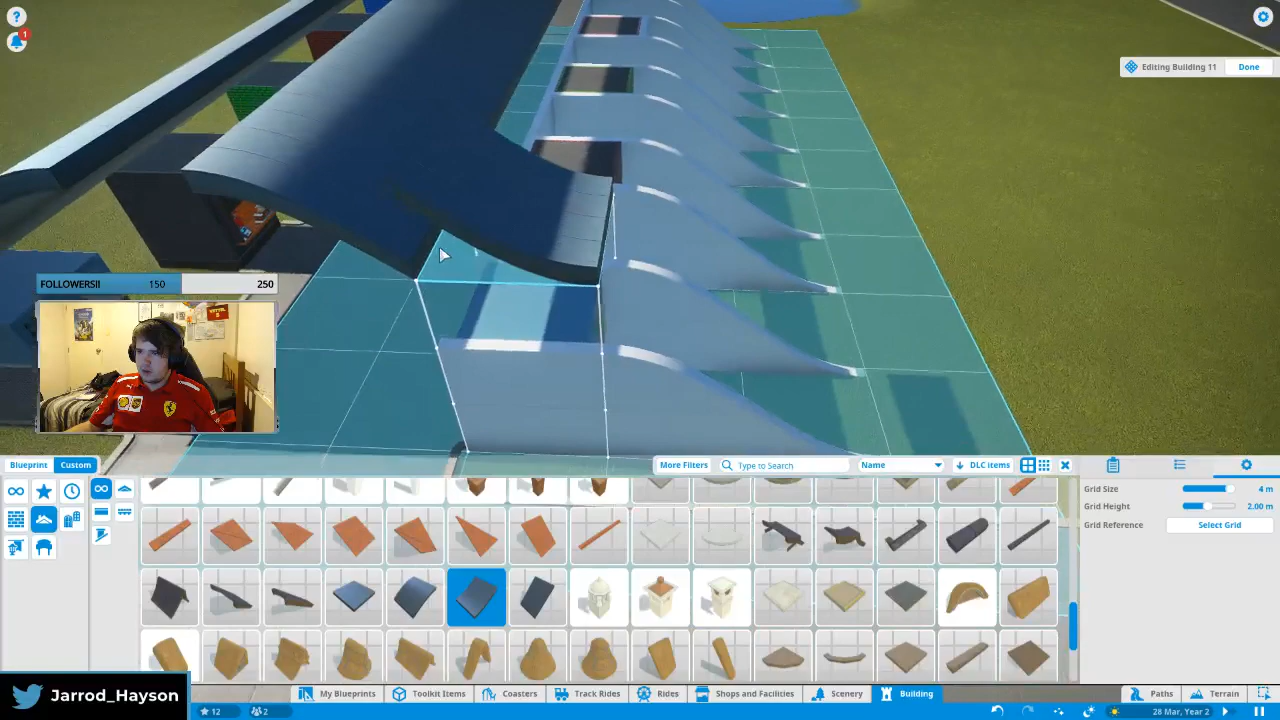 ?
1
Editing Building 11
Done
FOLLOWERSII 150 250
Blueprint
Custom
More Filters
Type to Search
Name
DLC items
Grid Size 4 m
Grid Height 2.00 m
Grid Reference
Select Grid
Jarrod_Hayson
My Blueprints
Toolkit Items
Coasters
Track Rides
Rides
Shops and Facilities
Scenery
Building
Paths
Terrain
12
2
28 Mar, Year 2